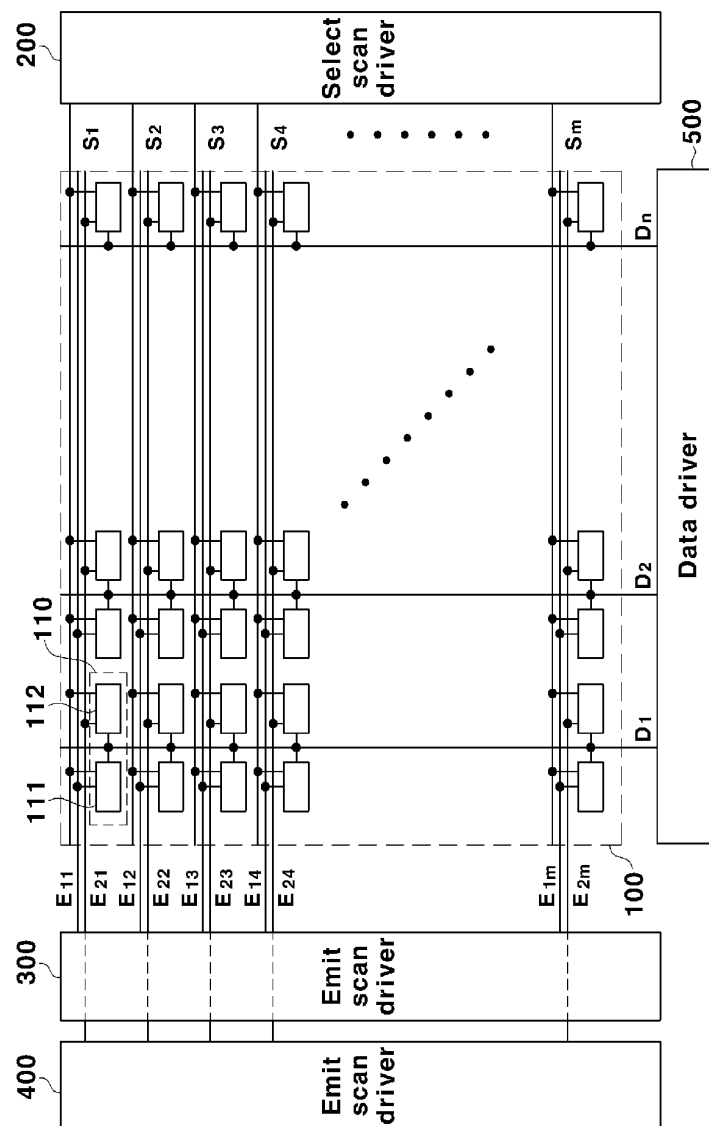 200
Select
scan
driver
S1
S2
S3
S4
Sm
500
Dn
D2
D1
Data driver
110
112
111
E11
E21
E12
E22
E13
E23
E14
E24
E1m
E2m
100
300
Emit
scan
driver
400
Emit
scan
driver